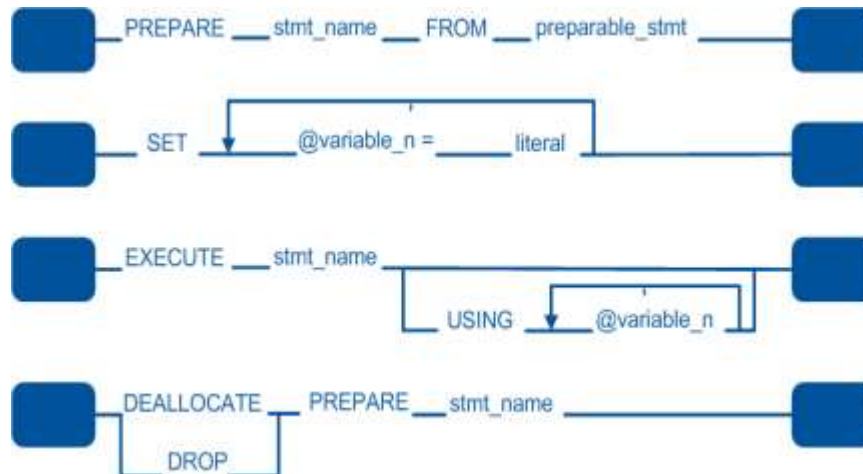 PREPARE stmt_name FROM preparable_stmt
,
SET @variable_n = literal
EXECUTE stmt_name
,
USING @variable_n
DEALLOCATE PREPARE stmt_name
DROP